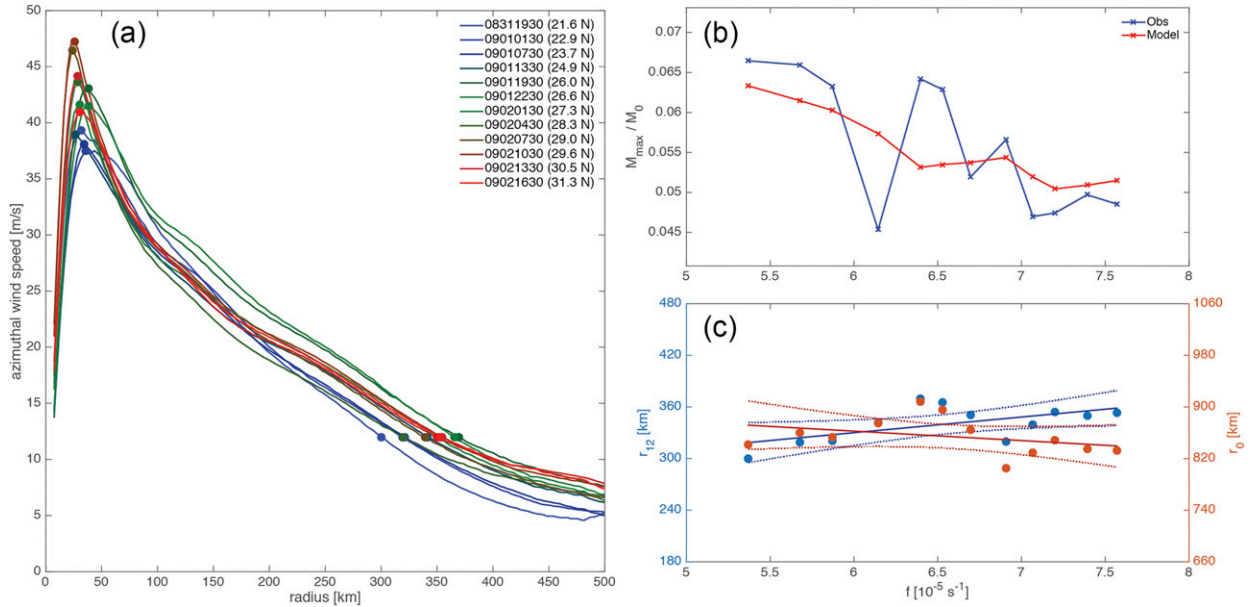 (a)
08311930 (21.6 N)
09010130 (22.9 N)
09010730 (23.7 N)
09011330 (24.9 N)
09011930 (26.0 N)
09012230 (26.6 N)
09020130 (27.3 N)
09020430 (28.3 N)
09020730 (29.0 N)
09021030 (29.6 N)
09021330 (30.5 N)
09021630 (31.3 N)
50
45
40
35
30
25
20
15
10
5
0
azimuthal wind speed [m/s]
0 50 100 150 200 250 300 350 400 450 500
radius [km]
(b)
Obs
Model
0.07
0.065
0.06
0.055
0.05
0.045
M_max / M_0
5 5.5 6 6.5 7 7.5 8
(c)
480
420
360
300
240
180
r_12 [km]
1060
980
900
820
740
660
r_0 [km]
5 5.5 6 6.5 7 7.5 8
f [10^-5 s^-1]